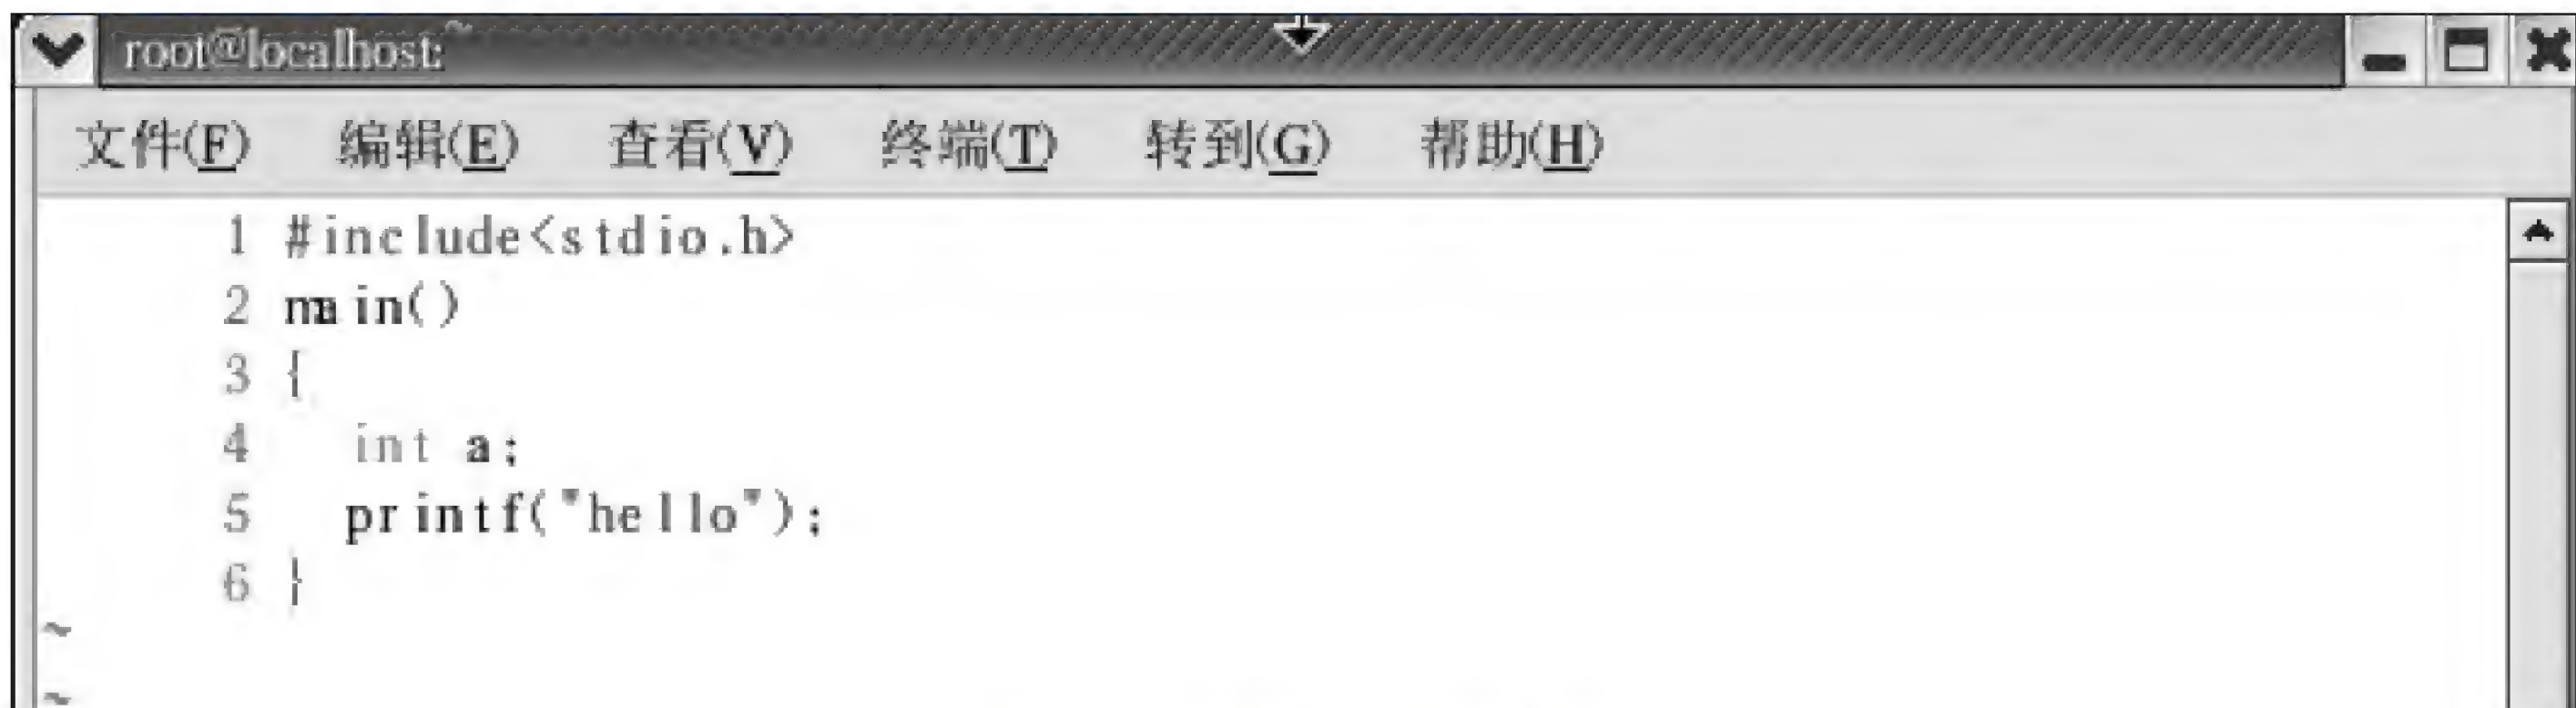 root@localhost:~
文件(F) 编辑(E) 查看(V) 终端(T) 转到(G) 帮助(H)
1 #include<stdio.h>
2 main()
3 {
4   int a;
5   printf("hello");
6 }
~
~